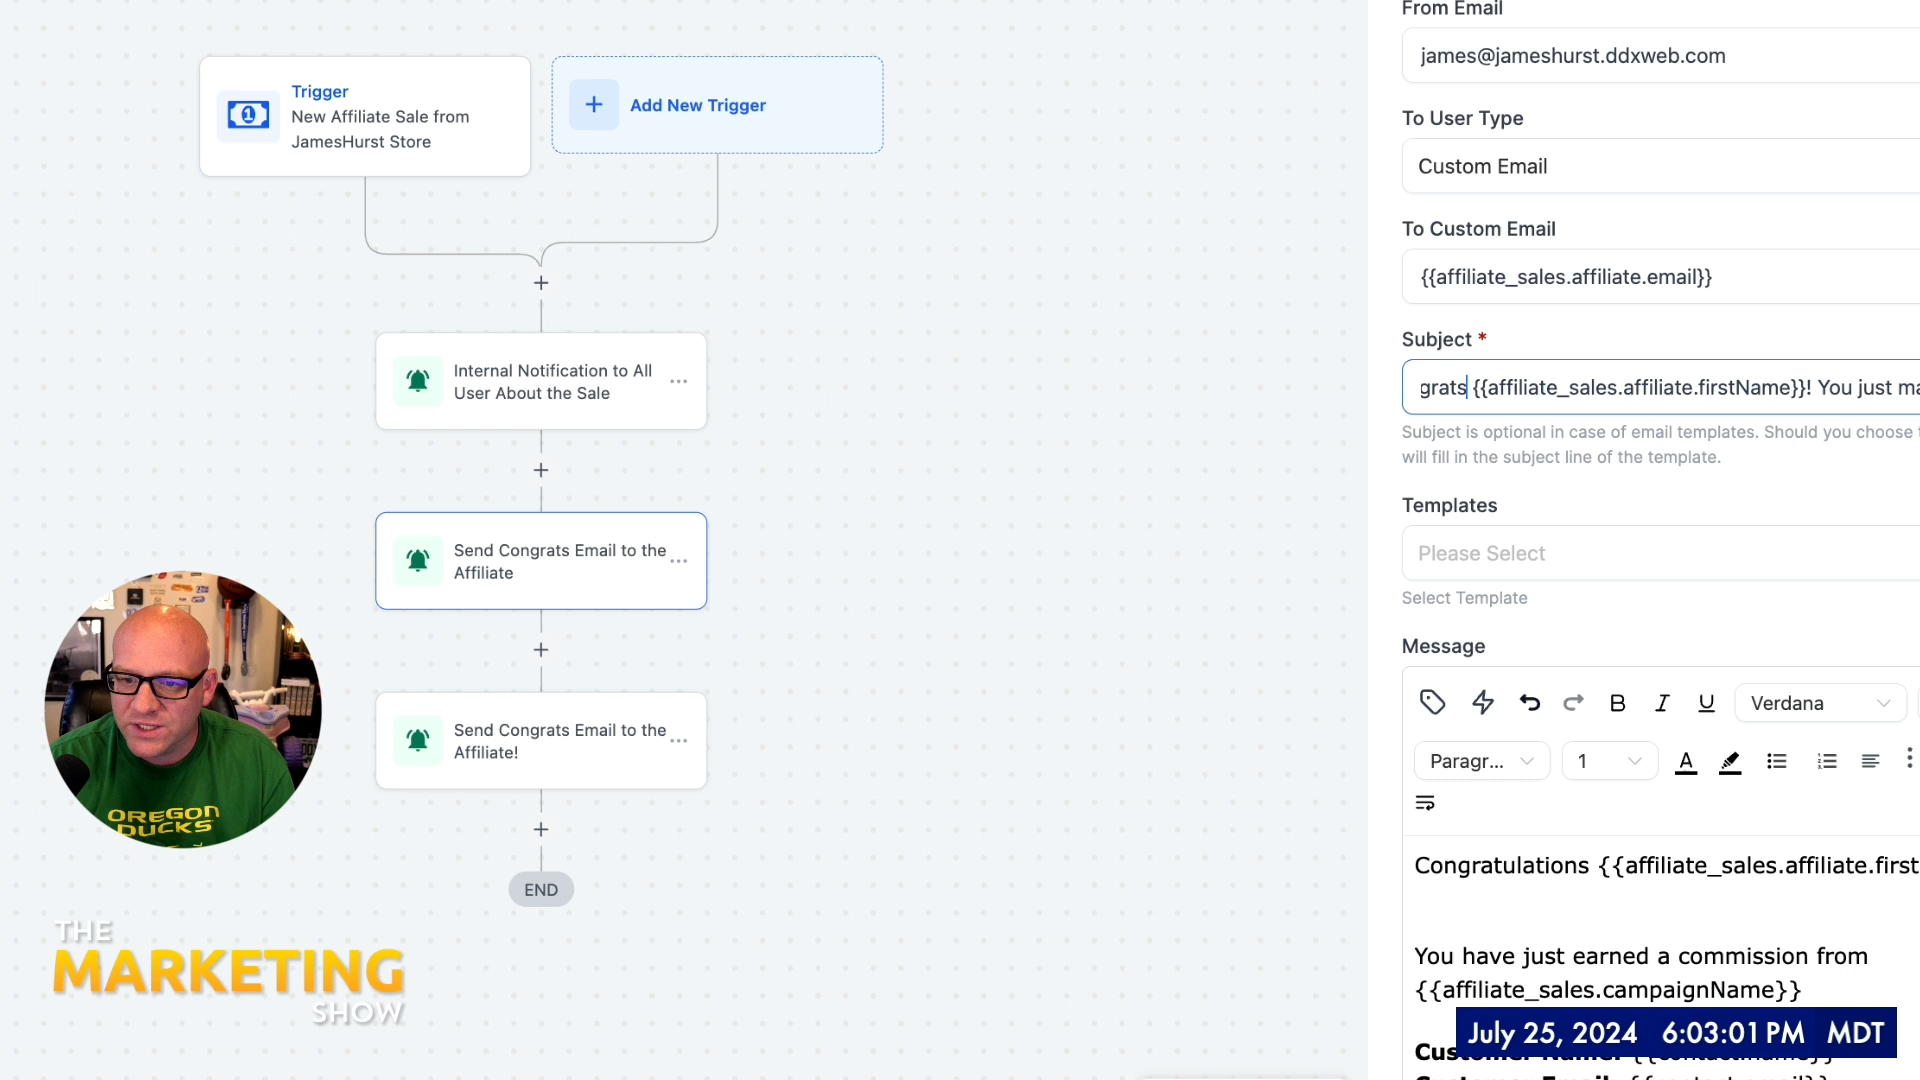 Trigger
New Affiliate Sale from
JamesHurst Store
Add New Trigger
Internal Notification to All
User About the Sale
Send Congrats Email to the
Affiliate
Send Congrats Email to the
Affiliate!
END
OREGON
DUCKS
THE
MARKETING
SHOW
From Email
james@jameshurst.ddxweb.com
To User Type
Custom Email
To Custom Email
{{affiliate_sales.affiliate.email}}
Subject *
grats {{affiliate_sales.affiliate.firstName}}! You just ma
Subject is optional in case of email templates. Should you choose
will fill in the subject line of the template.
Templates
Please Select
Select Template
Message
B I U Verdana
Paragr... 1 A
Congratulations {{affiliate_sales.affiliate.first
You have just earned a commission from
{{affiliate_sales.campaignName}}
July 25, 2024 6:03:01 PM MDT